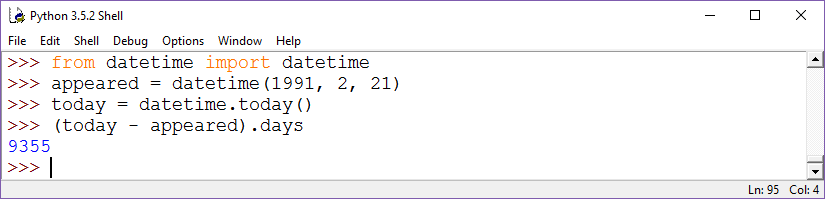 Python 3.5.2 Shell
File Edit Shell Debug Options Window Help
>>> from datetime import datetime
>>> appeared = datetime(1991, 2, 21)
>>> today = datetime.today()
>>> (today - appeared).days
9355
>>>
Ln: 95 Col: 4